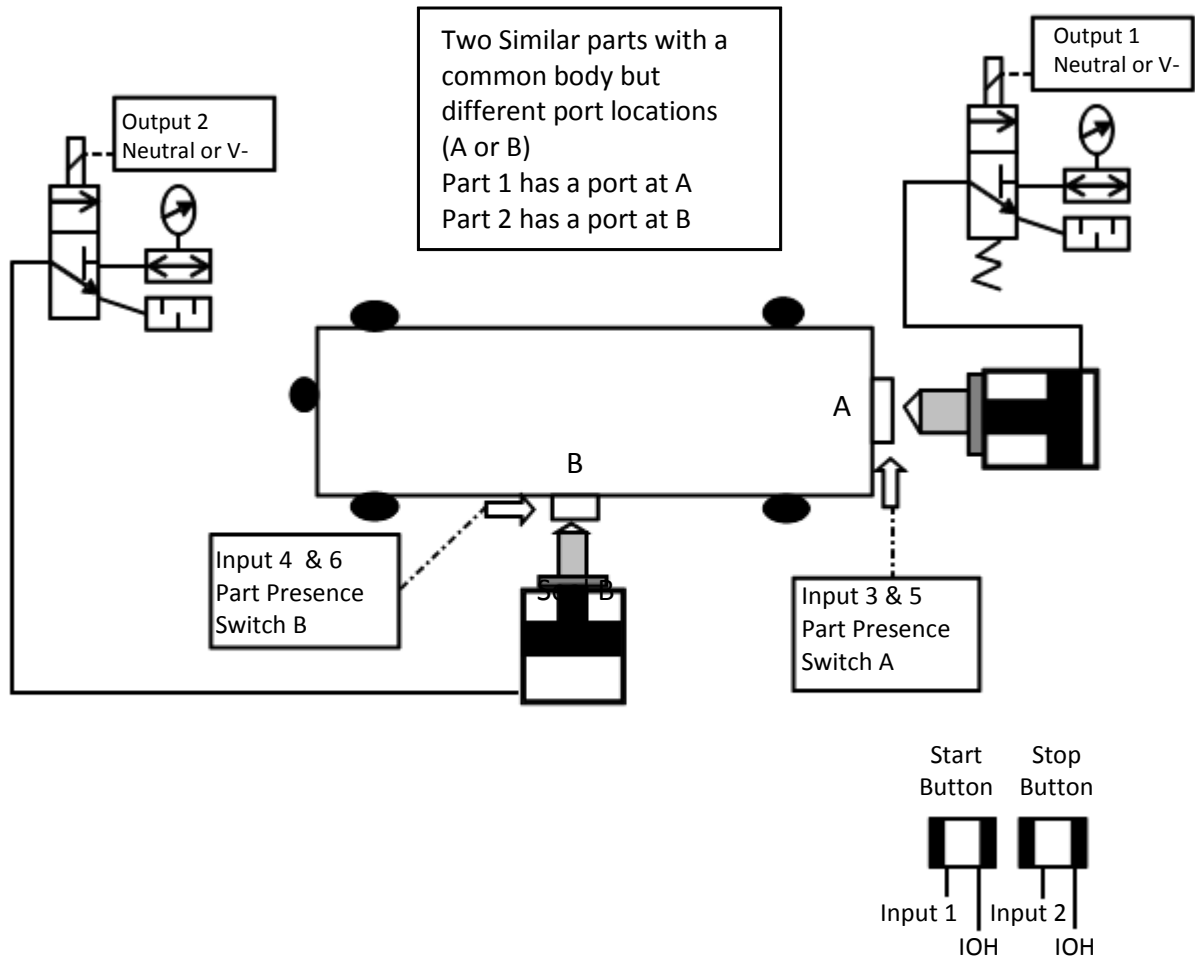 Two Similar parts with a
common body but
different port locations
(A or B)
Part 1 has a port at A
Part 2 has a port at B
Output 1
Neutral or V-
Output 2
Neutral or V-
A
B
Input 4 & 6
Part Presence
Switch B
B
Input 3 & 5
Part Presence
Switch A
Start
Button
Stop
Button
Input 1
Input 2
IOH
IOH